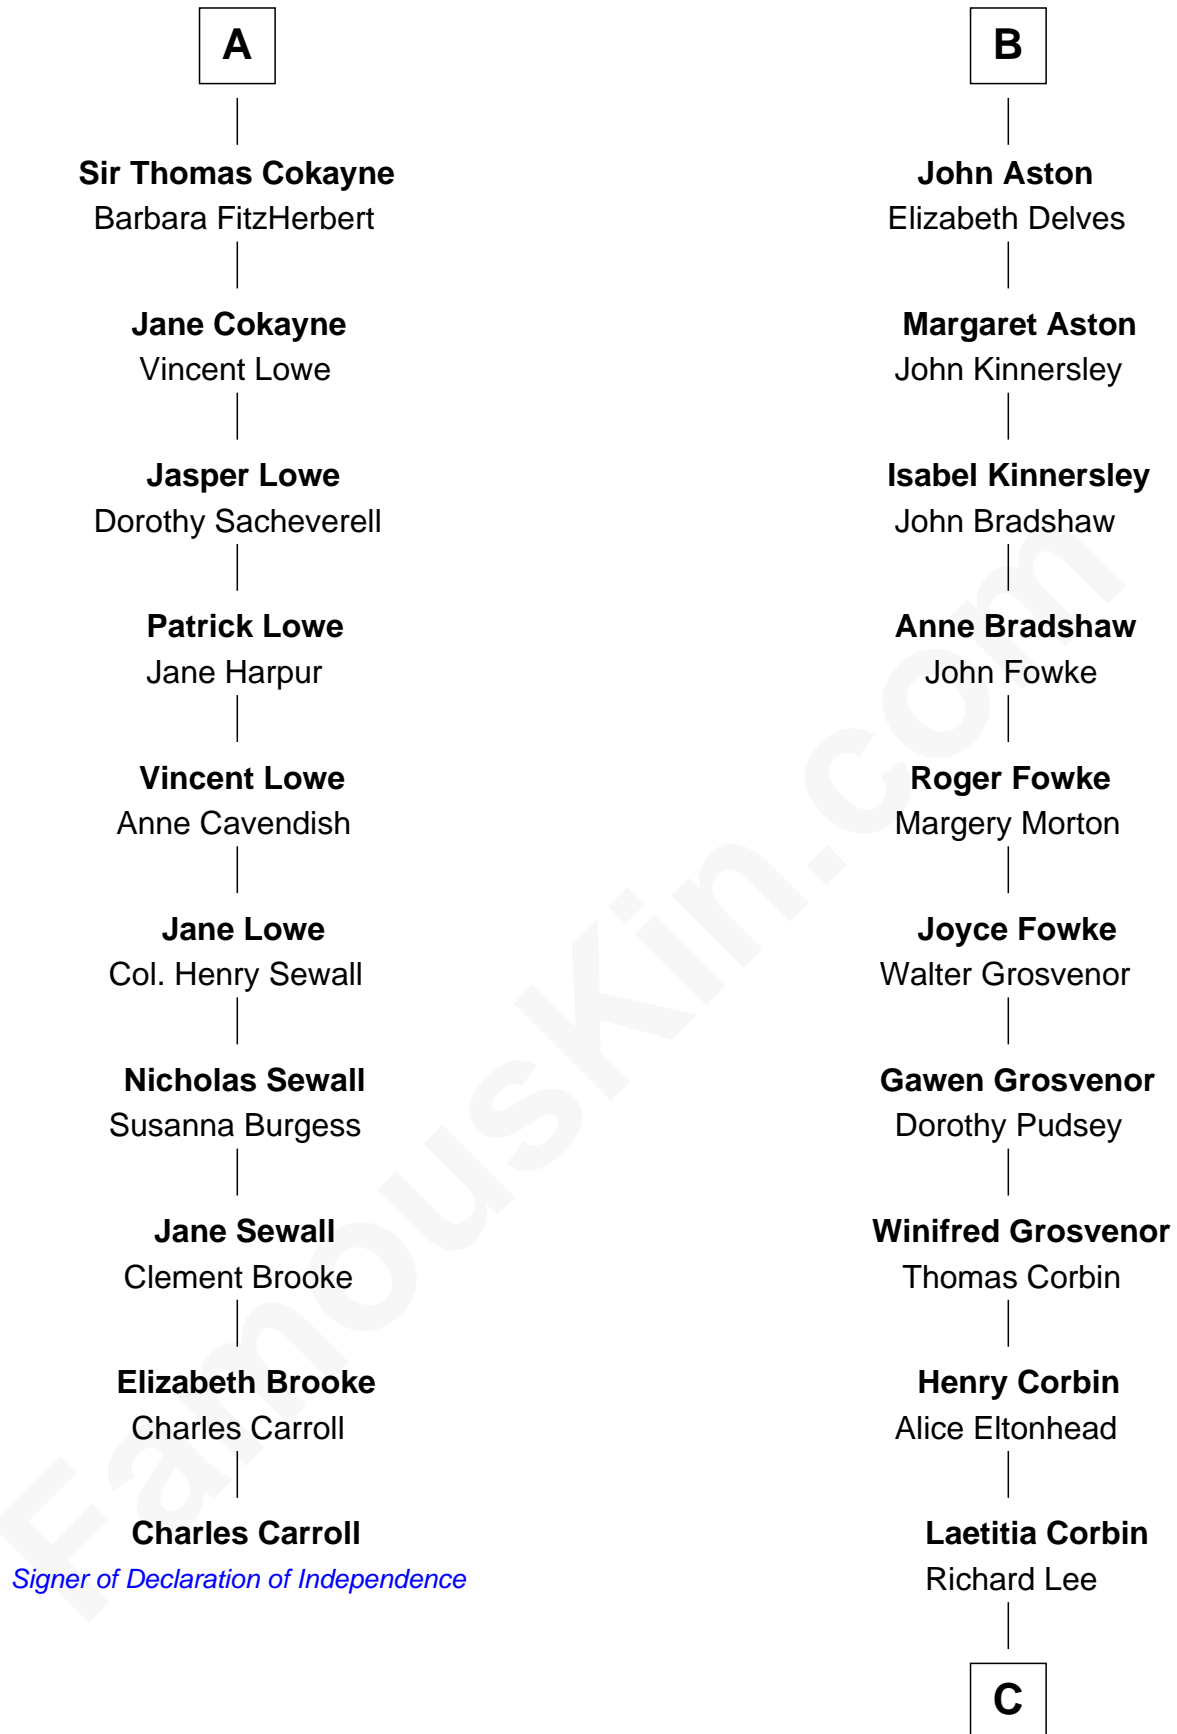 A
Sir Thomas Cokayne
Barbara FitzHerbert
Jane Cokayne
Vincent Lowe
Jasper Lowe
Dorothy Sacheverell
Patrick Lowe
Jane Harpur
Vincent Lowe
Anne Cavendish
Jane Lowe
Col. Henry Sewall
Nicholas Sewall
Susanna Burgess
Jane Sewall
Clement Brooke
Elizabeth Brooke
Charles Carroll
Charles Carroll
Signer of Declaration of Independence
B
John Aston
Elizabeth Delves
Margaret Aston
John Kinnersley
Isabel Kinnersley
John Bradshaw
Anne Bradshaw
John Fowke
Roger Fowke
Margery Morton
Joyce Fowke
Walter Grosvenor
Gawen Grosvenor
Dorothy Pudsey
Winifred Grosvenor
Thomas Corbin
Henry Corbin
Alice Eltonhead
Laetitia Corbin
Richard Lee
C
FamousKin.com